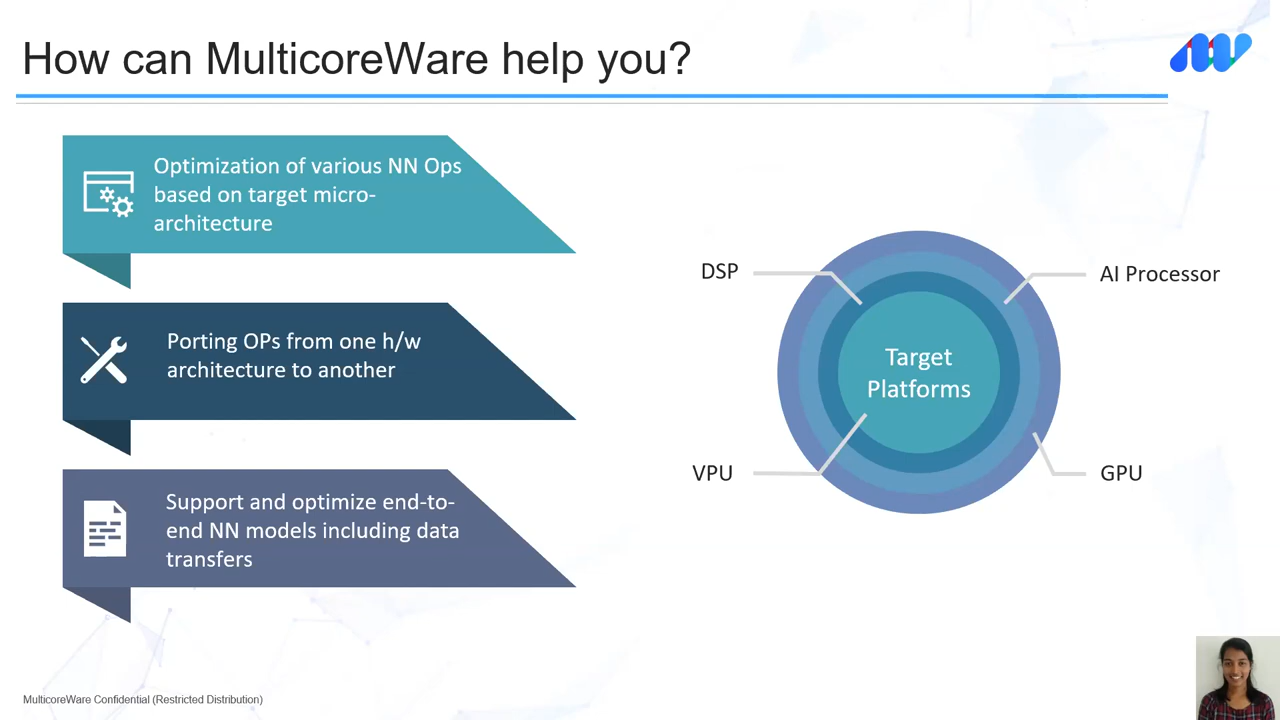 How can MulticoreWare help you?
Optimization of various NN Ops
based on target micro-
architecture
Porting OPs from one h/w
architecture to another
Support and optimize end-to-
end NN models including data
transfers
DSP
AI Processor
Target
Platforms
VPU
GPU
MulticoreWare Confidential (Restricted Distribution)